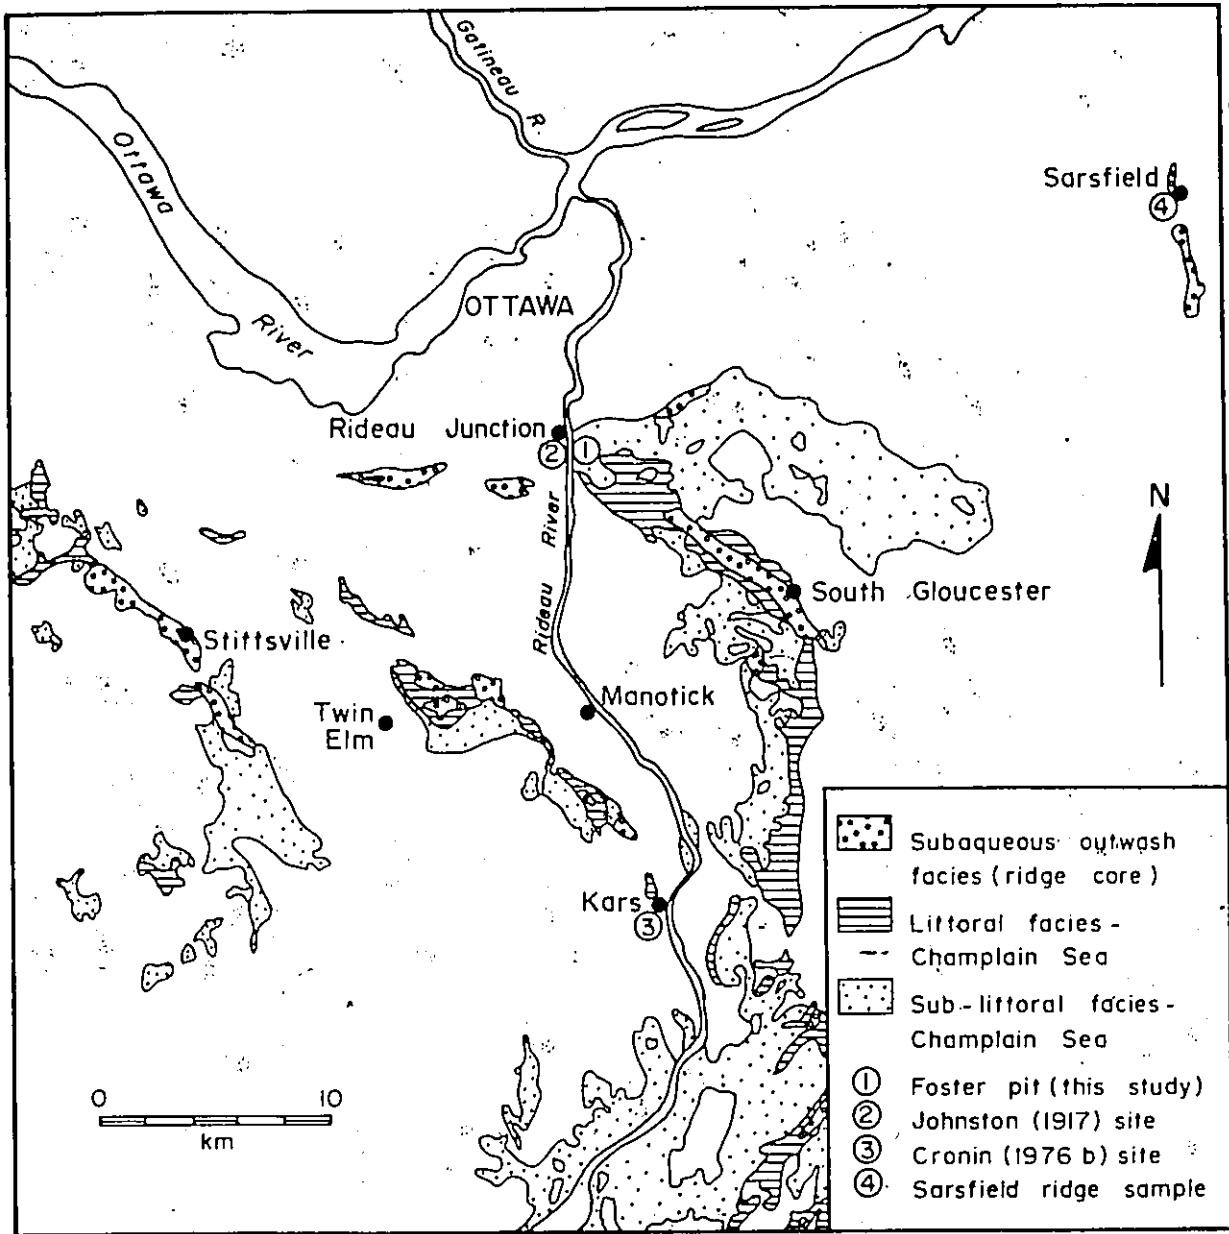 Gatineau R
Ottawa
River
OTTAWA
Sarsfield
4
Rideau Junction
2
1
Rideau River
N
South Gloucester
Stittsville
Twin
Elm
Manotick
Kars
3
0 10
km
Subaqueous outwash
facies (ridge core)
Littoral facies -
Champlain Sea
Sub-littoral facies -
Champlain Sea
1 Foster pit (this study)
2 Johnston (1917) site
3 Cronin (1976 b) site
4 Sarsfield ridge sample